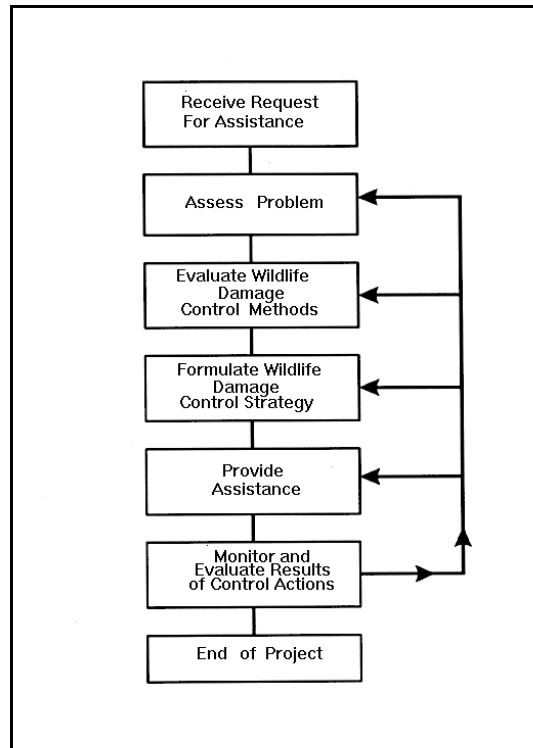 Receive Request
For Assistance
Assess Problem
Evaluate Wildlife
Damage
Control Methods
Formulate Wildlife
Damage
Control Strategy
Provide
Assistance
Monitor and
Evaluate Results
of Control Actions
End of Project